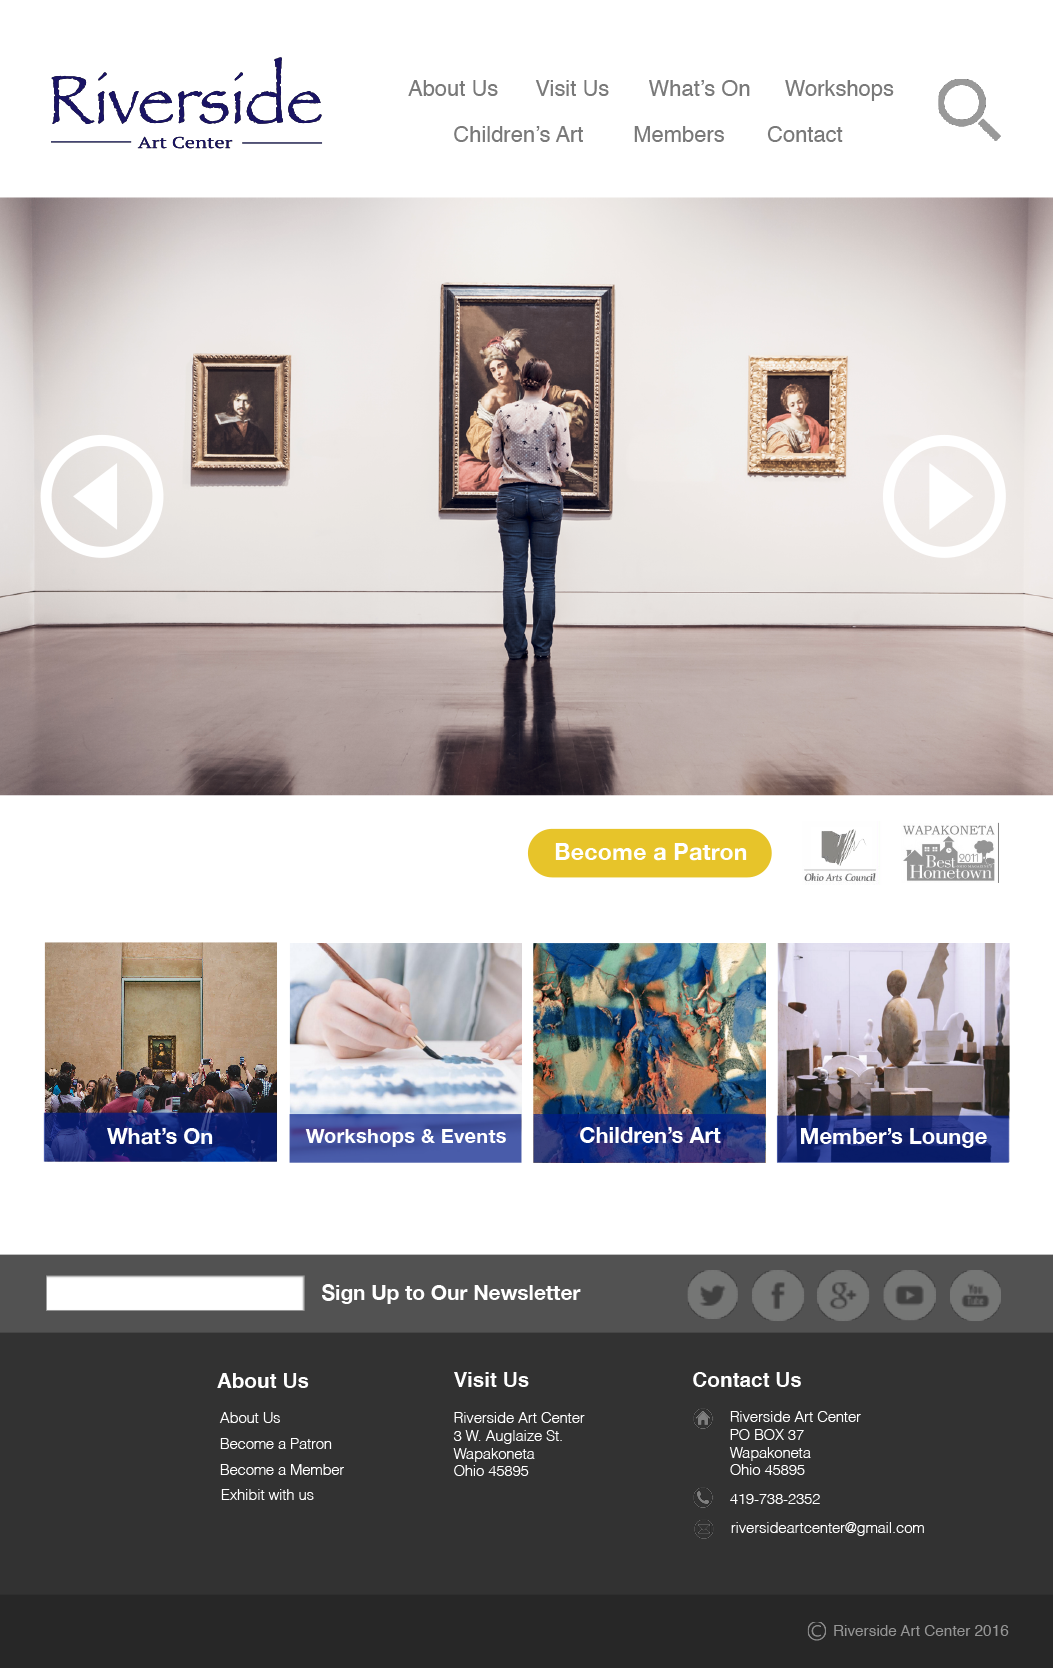 Riverside
Art Center
About Us
Visit Us
What's On
Workshops
Children's Art
Members
Contact
Become a Patron
Ohio Arts Council
WAPAKONETA
Best 2011
Hometown
What's On
Workshops & Events
Children's Art
Member's Lounge
Sign Up to Our Newsletter
g+
You
Tube
About Us
About Us
Become a Patron
Become a Member
Exhibit with us
Visit Us
Riverside Art Center
3 W. Auglaize St.
Wapakoneta
Ohio 45895
Contact Us
Riverside Art Center
PO BOX 37
Wapakoneta
Ohio 45895
419-738-2352
riversideartcenter@gmail.com
© Riverside Art Center 2016